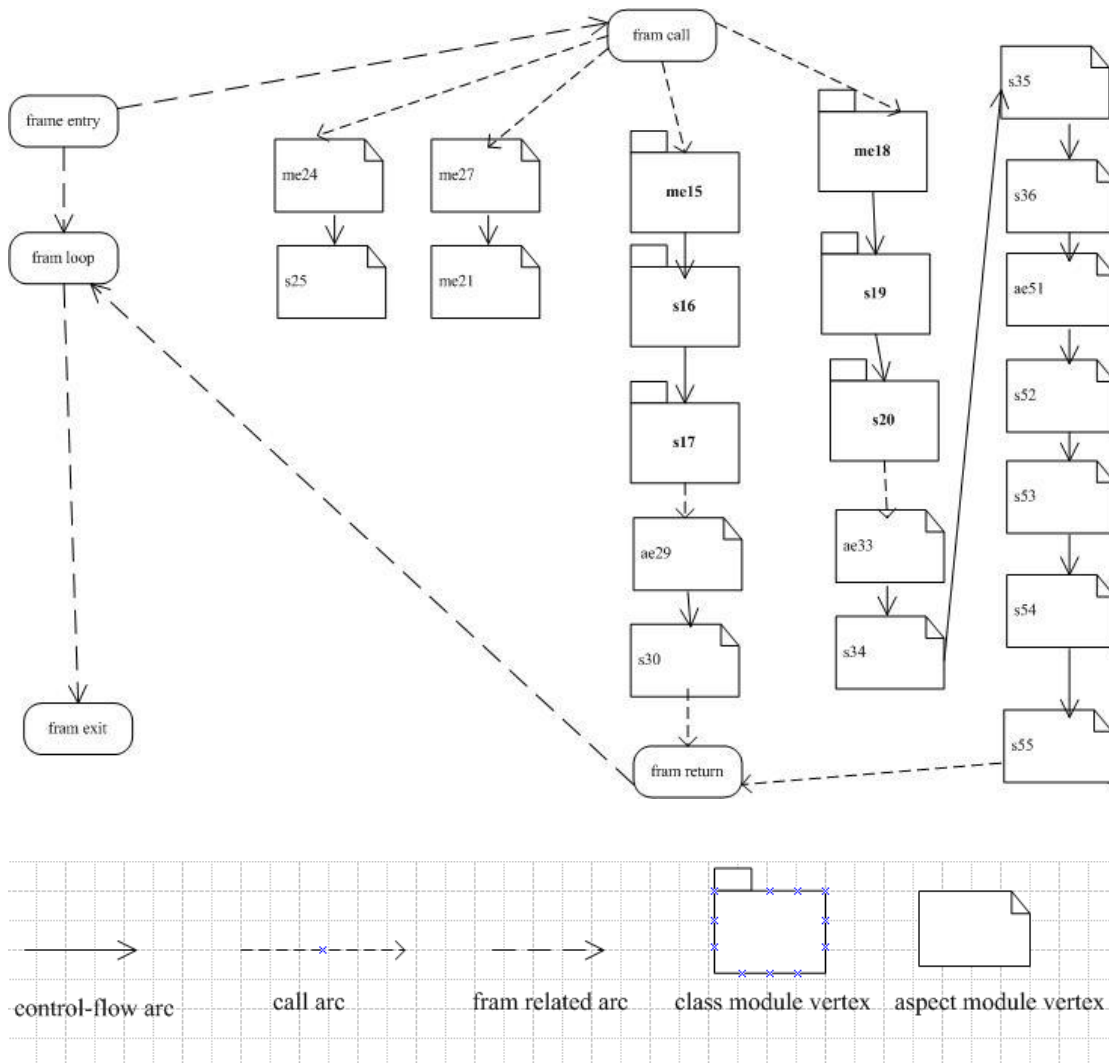 fram call
s35
frame entry
me24
me27
me15
me18
s36
fram loop
s25
me21
s16
s19
ae51
s52
s17
s20
s53
ae29
ae33
s54
s30
s34
fram exit
s55
fram return
control-flow arc
call arc
fram related arc
class module vertex
aspect module vertex